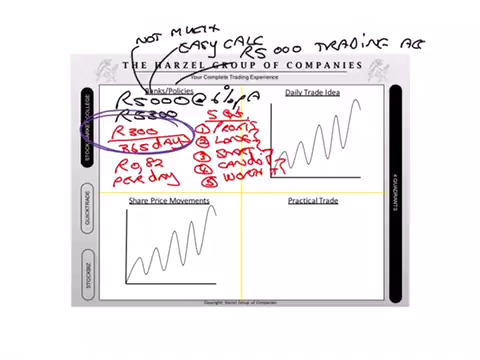 NOT MUCH
EASY CALC
R5000 TRADING AC
THE HARZEL GROUP OF COMPANIES
Your Complete Trading Experience
Banks/Policies
R5000 @ 6% PA
R5300
R300
365 days
R0,82
per day
① Profit?
② Loss?
③
④ CAN DO?
⑤ WORTH IT?
Daily Trade Idea
Share Price Movements
Practical Trade
STOCK MARKET COLLEGE
QUICKTRADE
STOCKBIZ
4 QUADRANTS
Copyright: Harzel Group of Companies